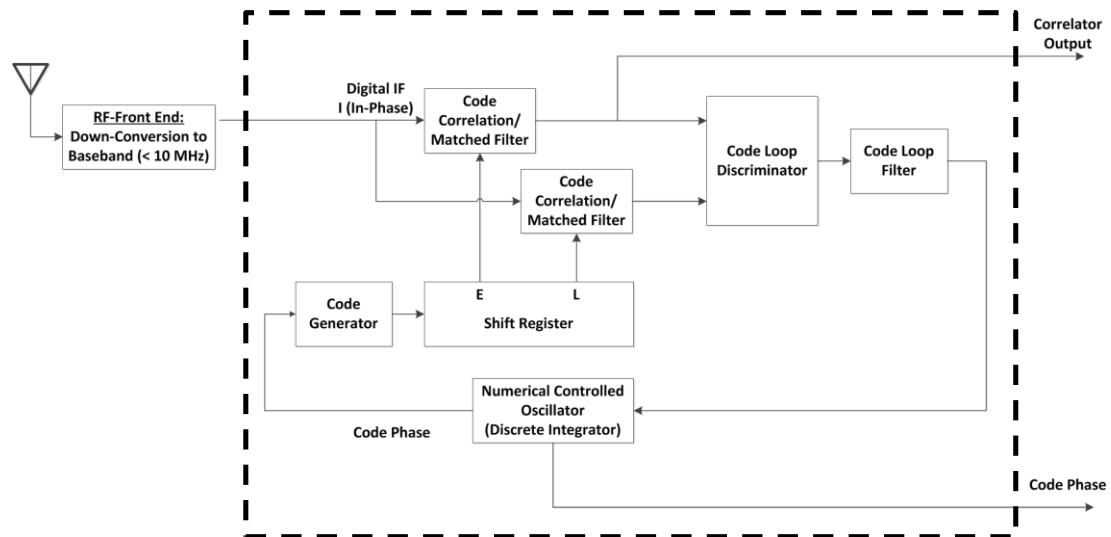 Correlator
Output
Digital IF
I (In-Phase)
Code
Correlation/
Matched Filter
RF-Front End:
Down-Conversion to
Baseband (< 10 MHz)
Code Loop
Discriminator
Code Loop
Filter
Code
Correlation/
Matched Filter
E
L
Code
Generator
Shift Register
Numerical Controlled
Oscillator
(Discrete Integrator)
Code Phase
Code Phase